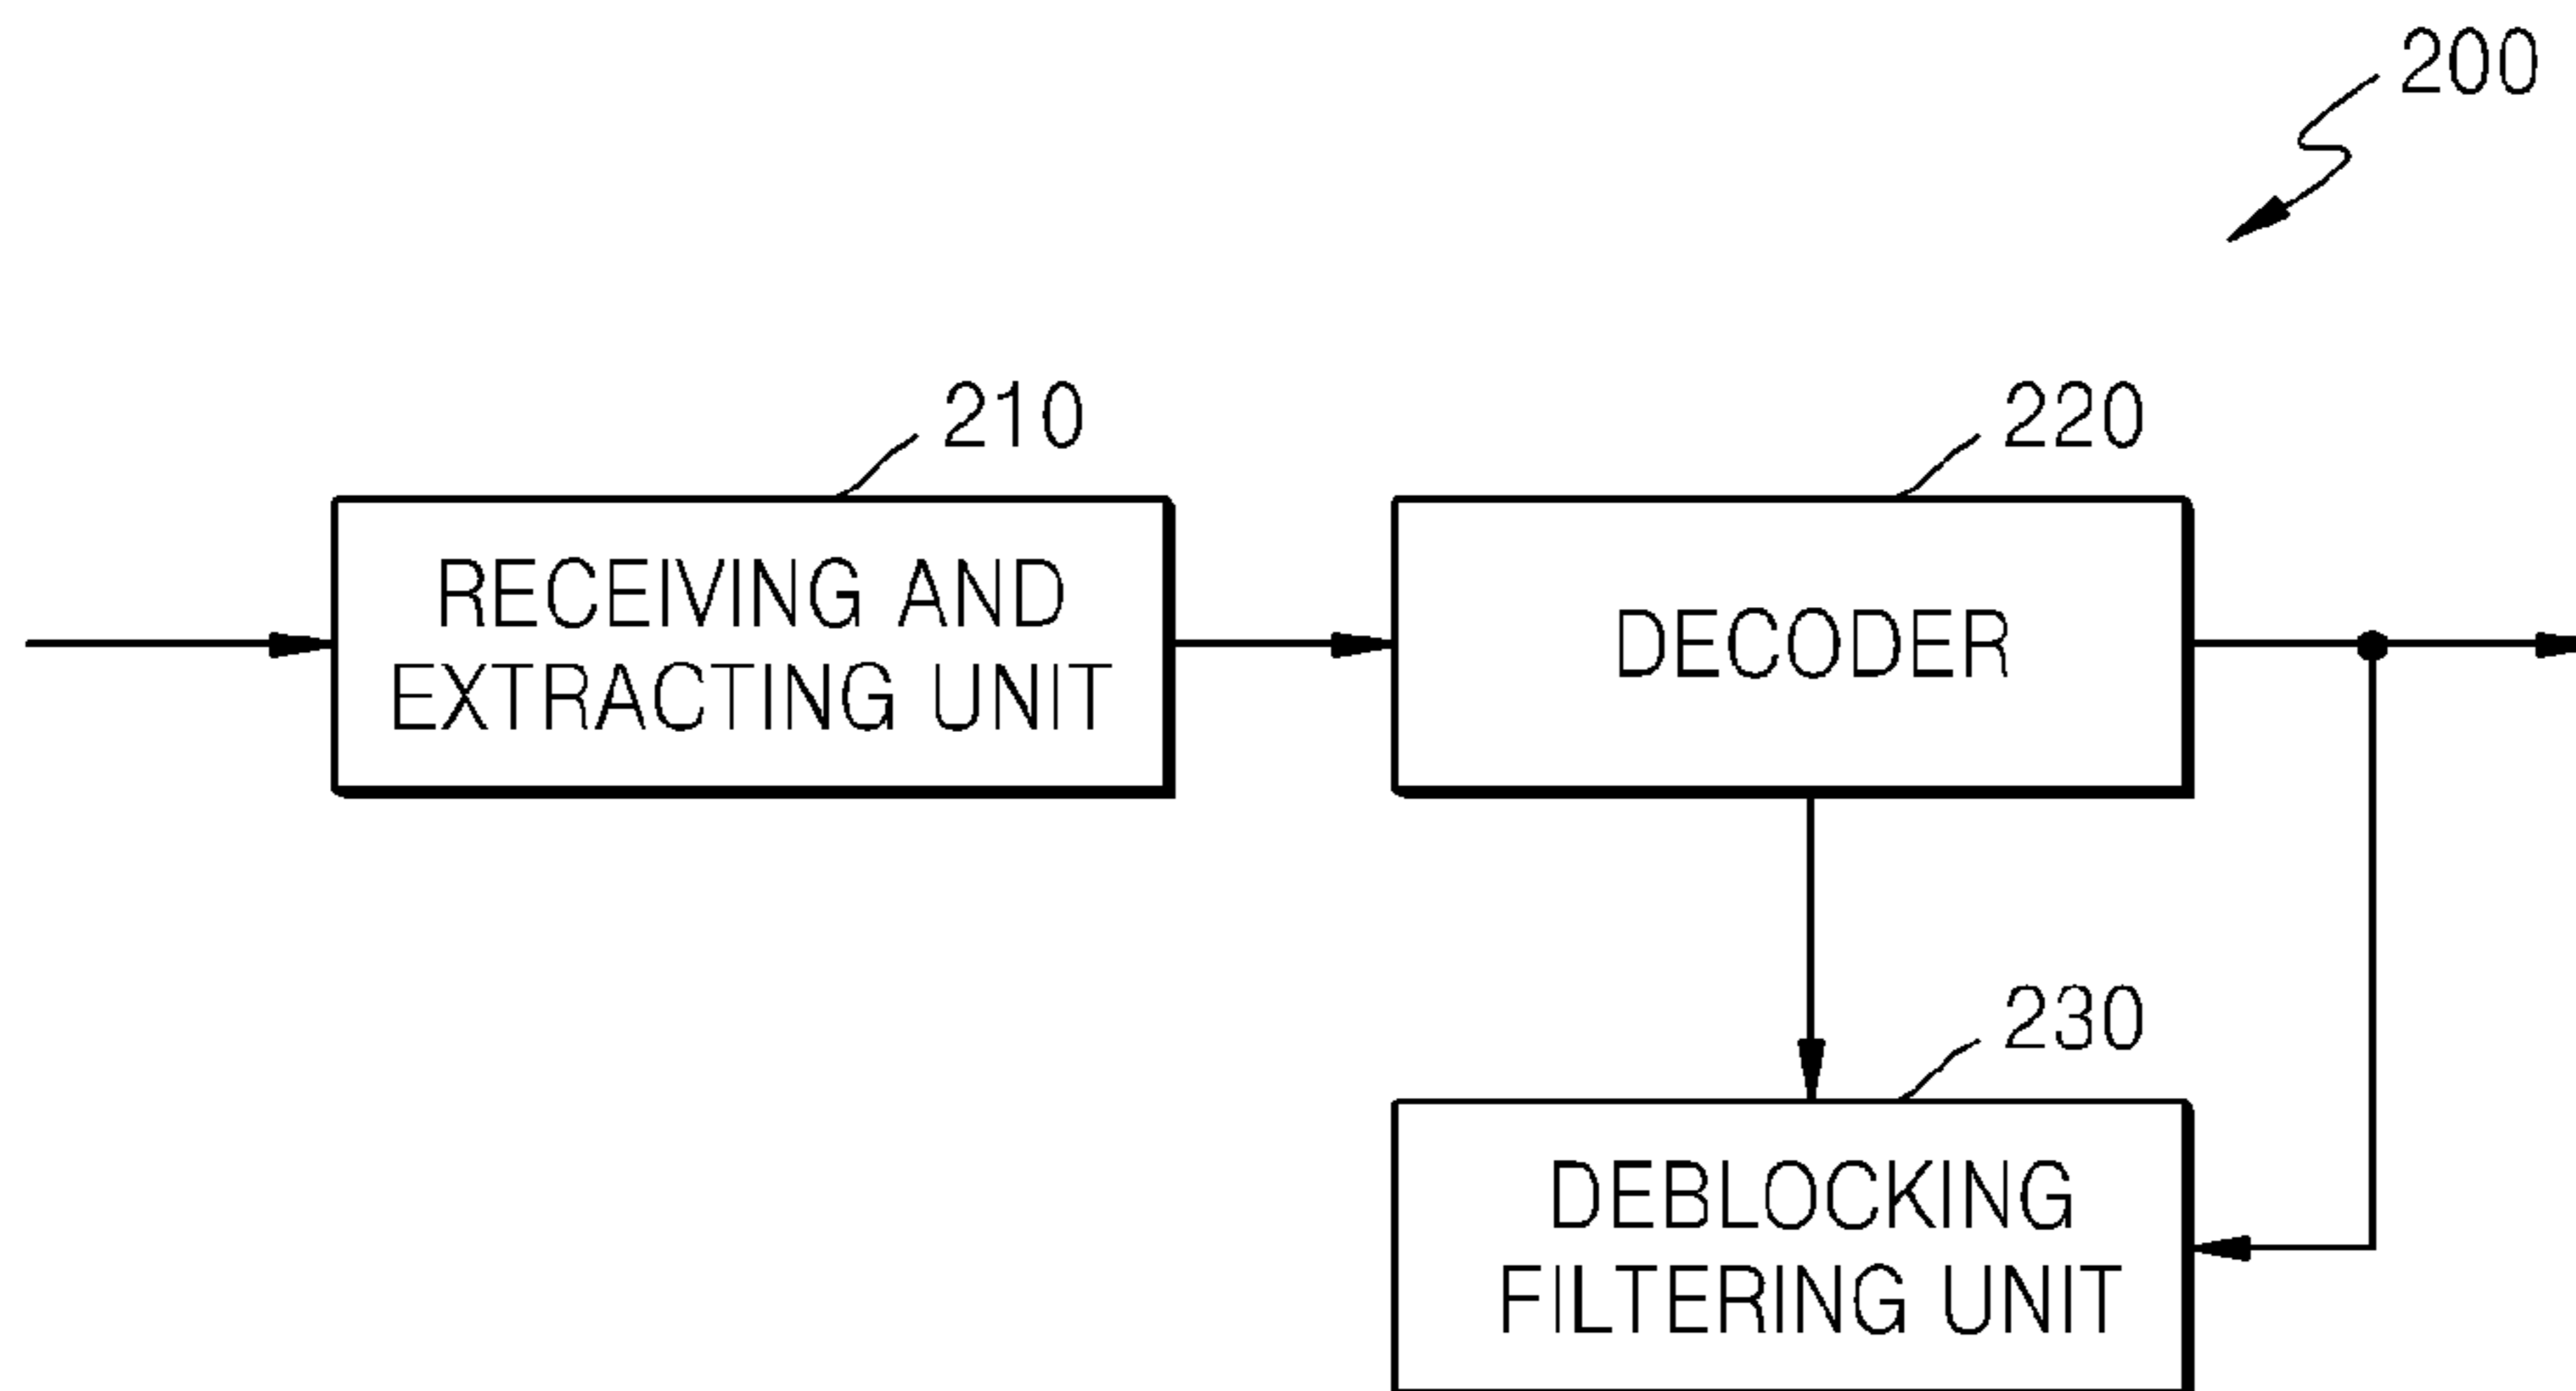 200
210
220
RECEIVING AND
EXTRACTING UNIT
DECODER
230
DEBLOCKING
FILTERING UNIT